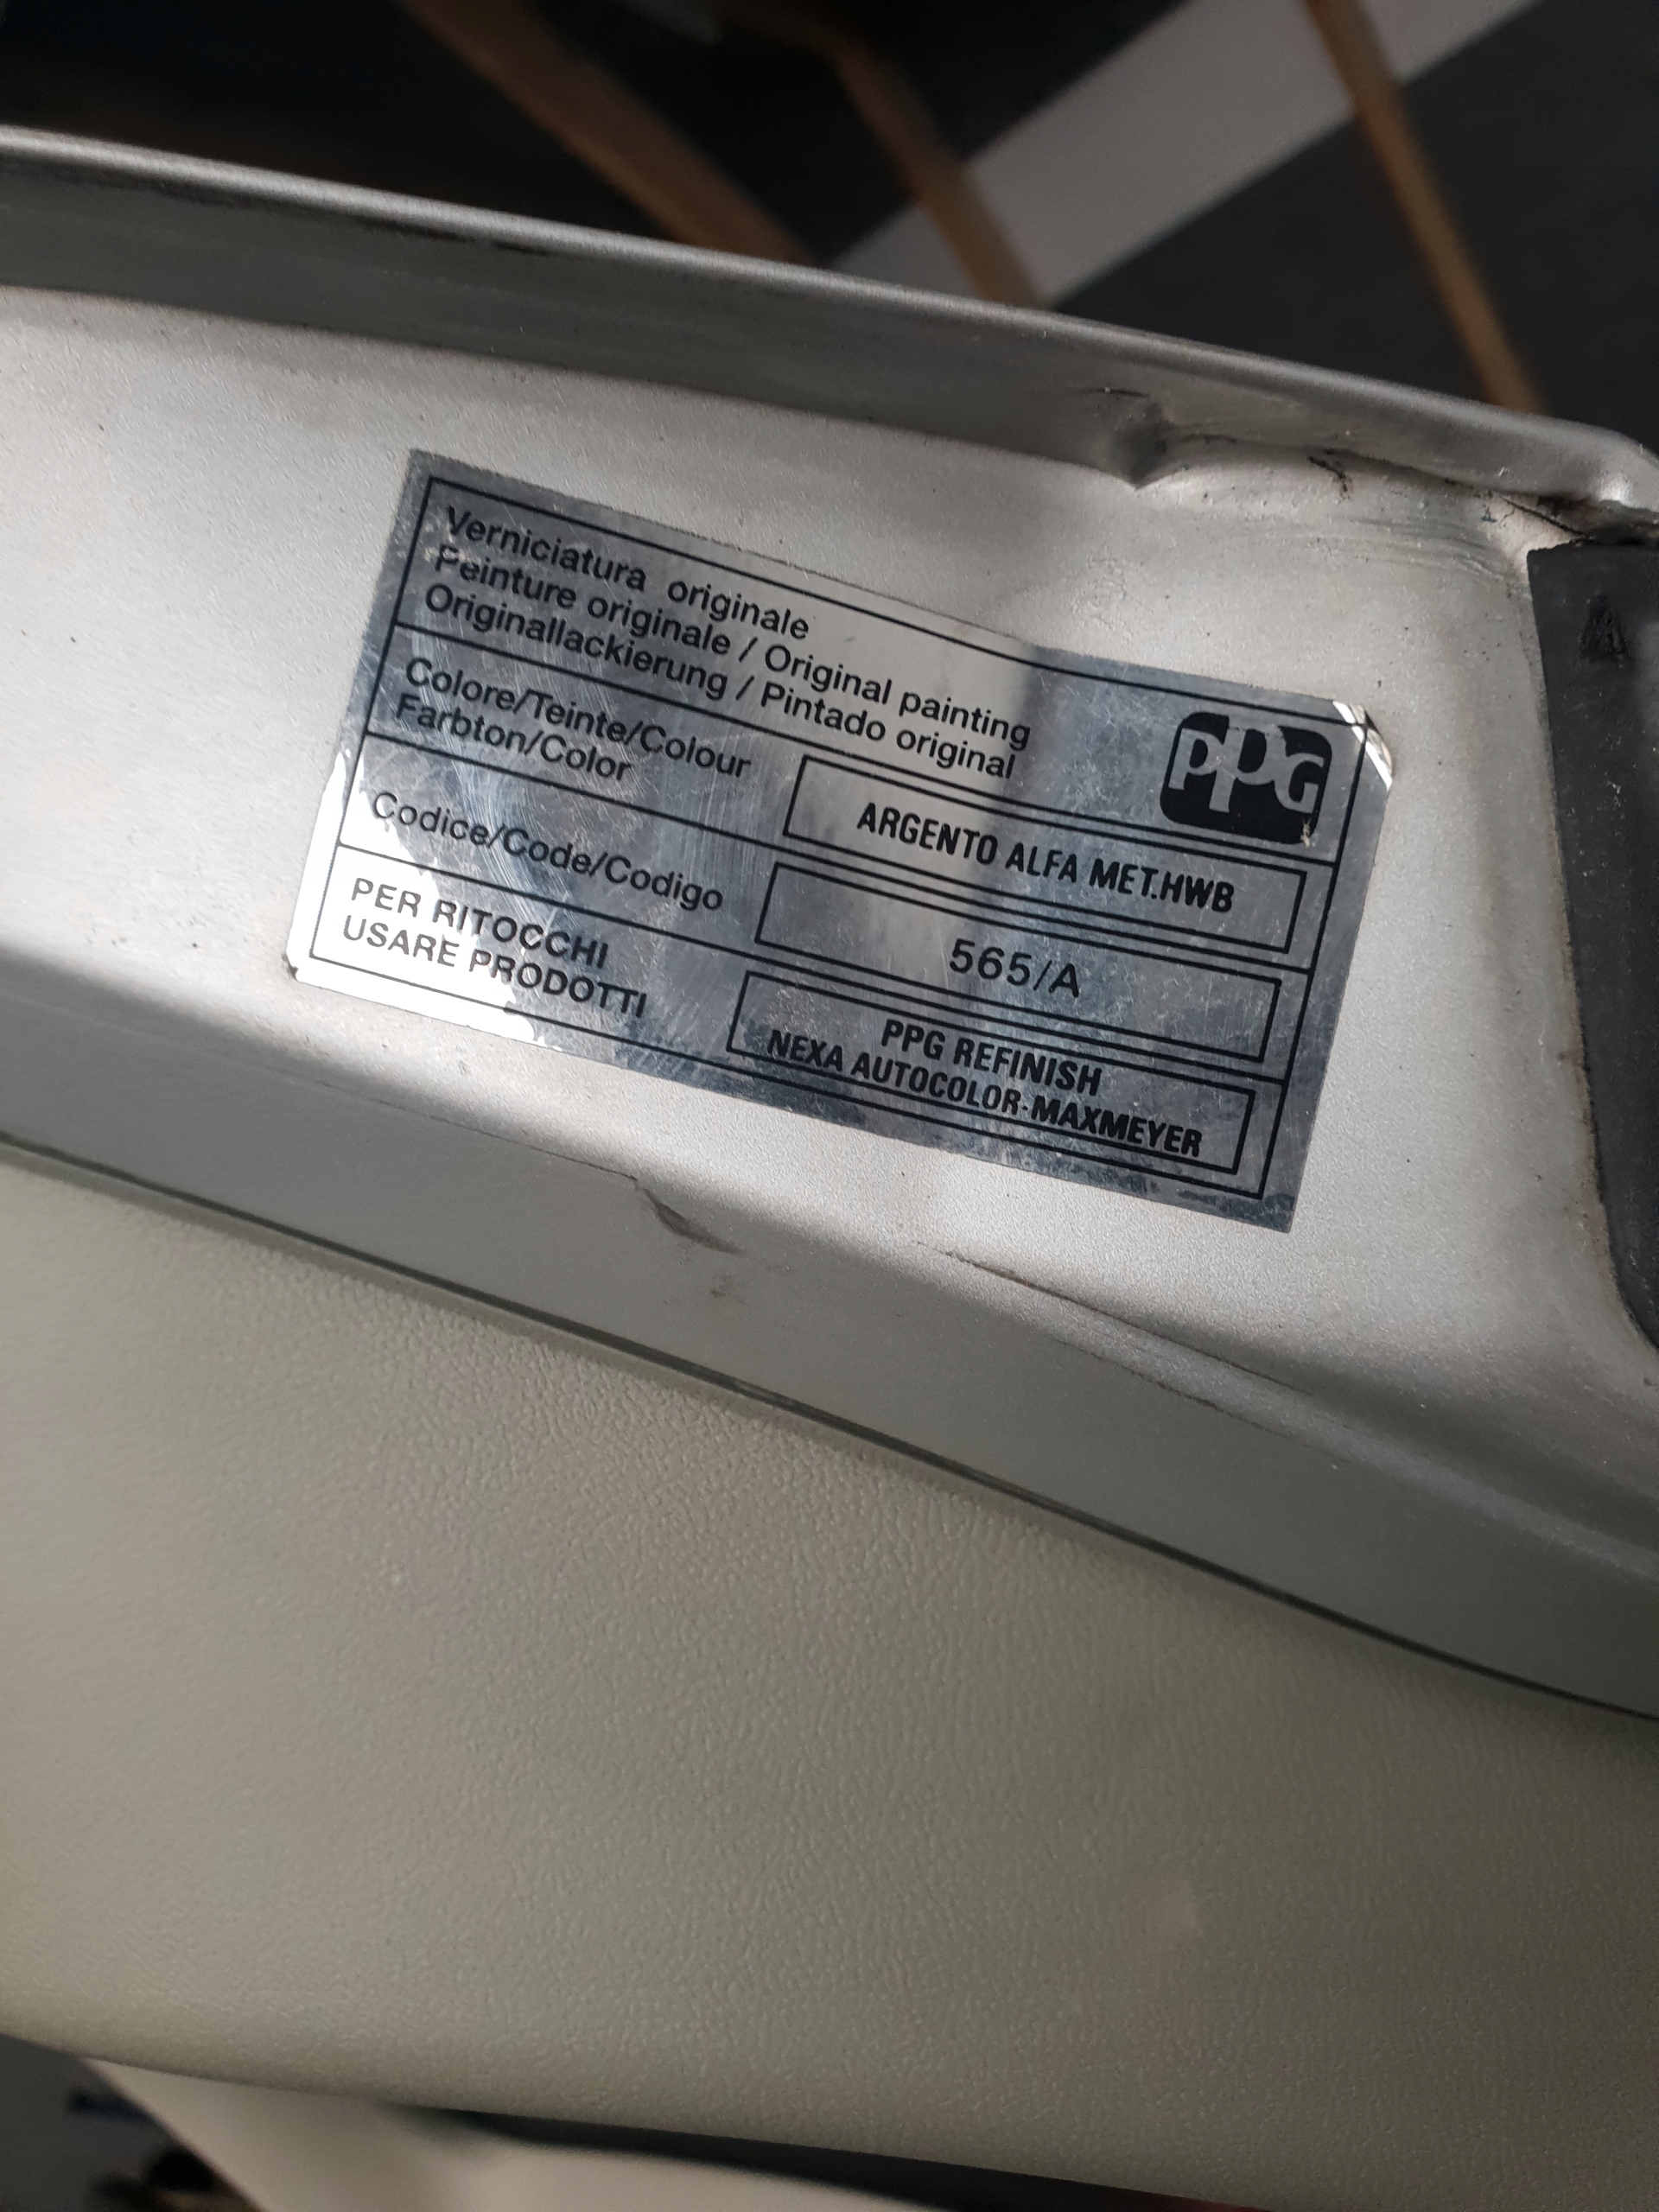 Verniciatura originale
Peinture originale / Original painting
Originallackierung / Pintado original
PPG
Colore/Teinte/Colour
Farbton/Color
ARGENTO ALFA MET.HWB
Codice/Code/Codigo
565/A
PER RITOCCHI
USARE PRODOTTI
PPG REFINISH
NEXA AUTOCOLOR-MAXMEYER